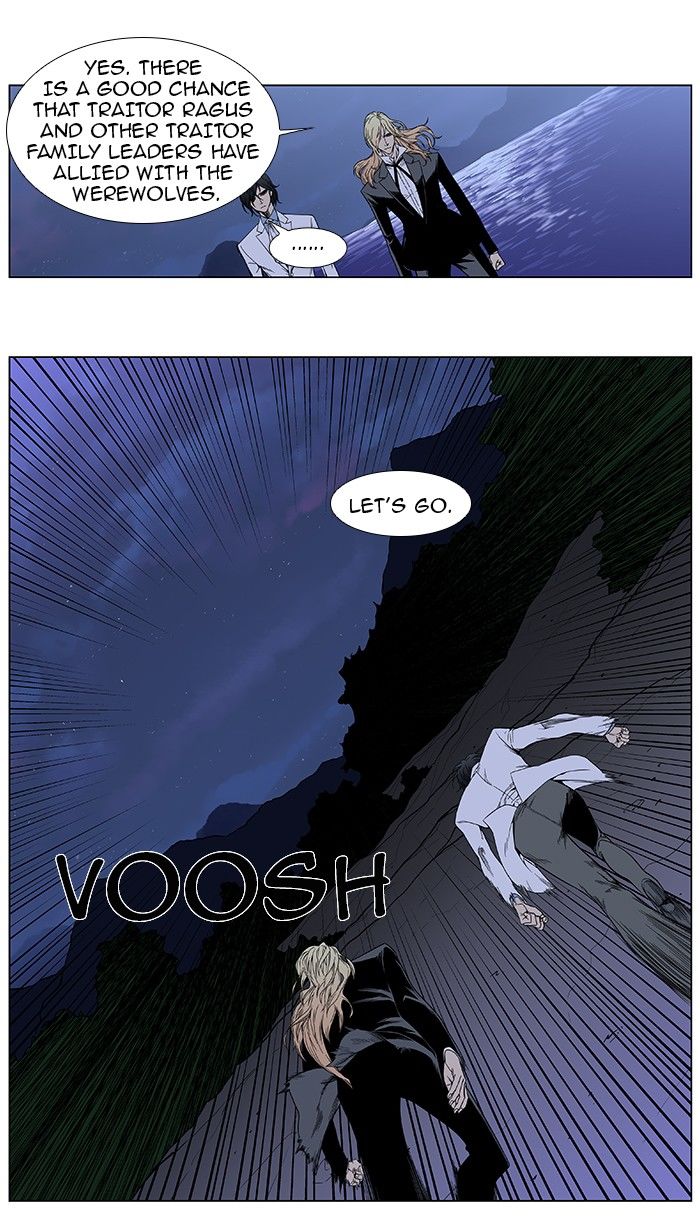 YES. THERE
IS A GOOD CHANCE
THAT TRAITOR RAGUS
AND OTHER TRAITOR
FAMILY LEADERS HAVE
ALLIED WITH THE
WEREWOLVES.
......
LET'S GO.
VOOSH